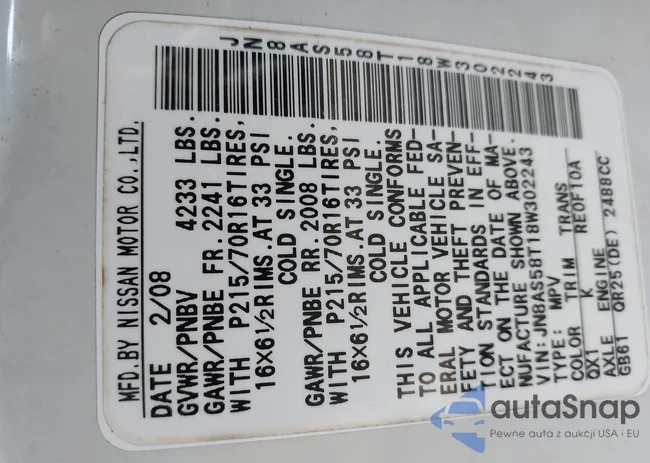 JN8AS58T18W302243
MFD.BY NISSAN MOTOR CO.,LTD.
DATE 2/08
GVWR/PNBV 4233 LBS.
GAWR/PNBE FR.2241 LBS.
WITH P215/70R16TIRES,
16X6½RIMS.AT 33 PSI
COLD SINGLE.
GAWR/PNBE RR.2008 LBS.
WITH P215/70R16TIRES,
16X6½RIMS.AT 33 PSI
COLD SINGLE.
THIS VEHICLE CONFORMS
TO ALL APPLICABLE FED-
ERAL MOTOR VEHICLE SA-
FETY AND THEFT PREVEN-
TION STANDARDS IN EFF-
ECT ON THE DATE OF MA-
NUFACTURE SHOWN ABOVE.
VIN:JN8AS58T18W302243
TYPE: MPV
COLOR TRIM TRANS
QX1 K RE0F10A
AXLE ENGINE
GB61 QR25(DE) 2488CC
autaSnap
Pewne auta z aukcji USA i EU